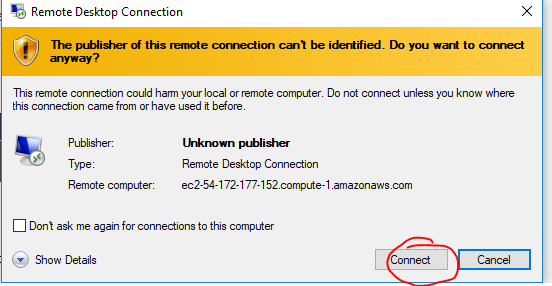 Remote Desktop Connection
The publisher of this remote connection can't be identified. Do you want to connect
anyway?
This remote connection could harm your local or remote computer. Do not connect unless you know where
this connection came from or have used it before.
Publisher: Unknown publisher
Type: Remote Desktop Connection
Remote computer: ec2-54-172-177-152.compute-1.amazonaws.com
Don't ask me again for connections to this computer
Show Details Connect Cancel